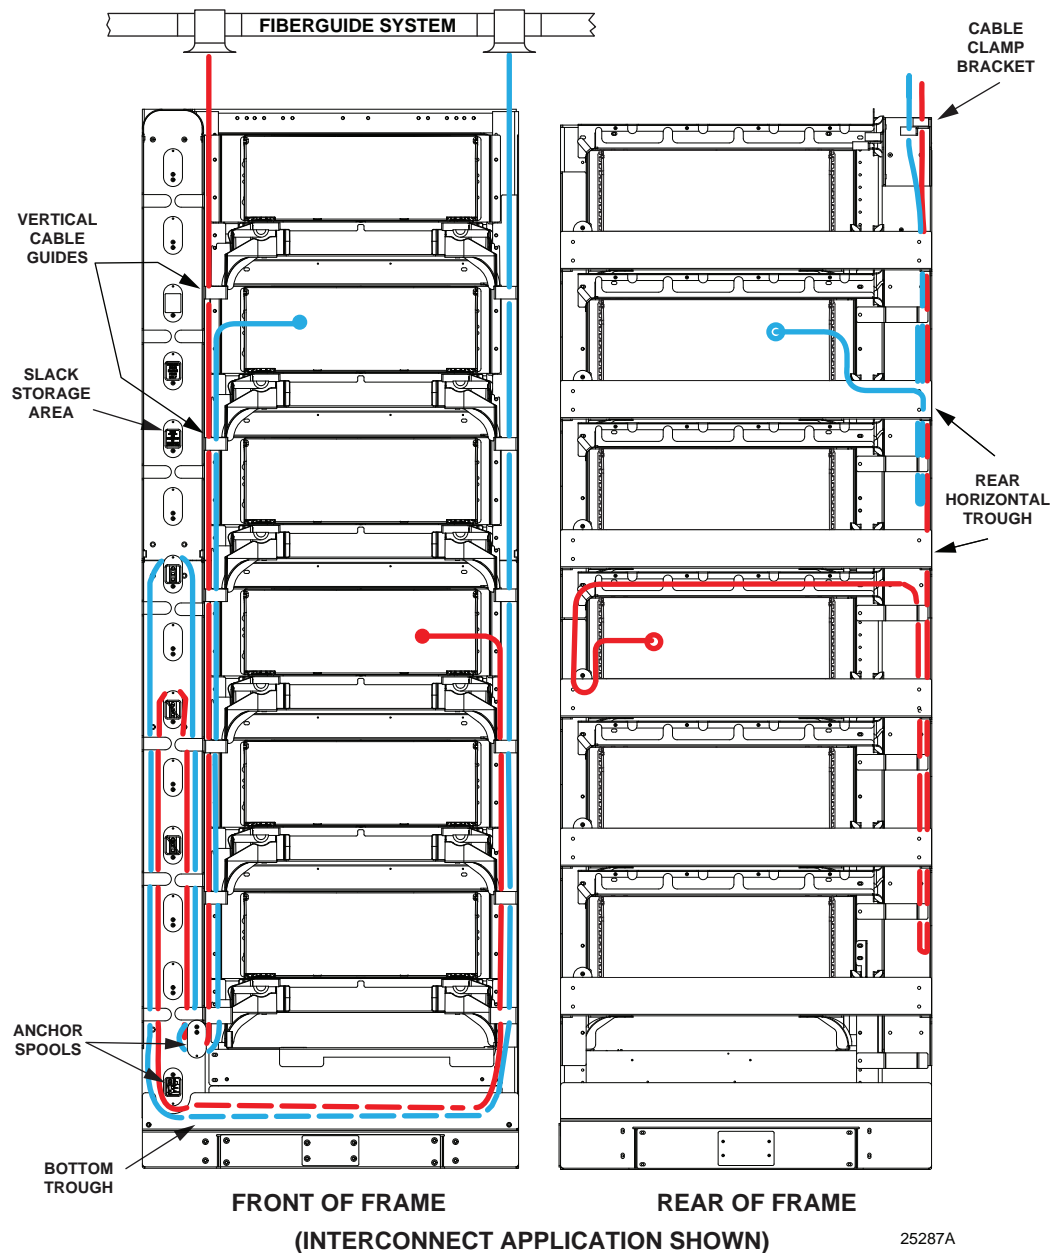 FIBERGUIDE SYSTEM
CABLE
CLAMP
BRACKET
VERTICAL
CABLE
GUIDES
SLACK
STORAGE
AREA
REAR
HORIZONTAL
TROUGH
ANCHOR
SPOOLS
BOTTOM
TROUGH
FRONT OF FRAME
REAR OF FRAME
(INTERCONNECT APPLICATION SHOWN)
25287A